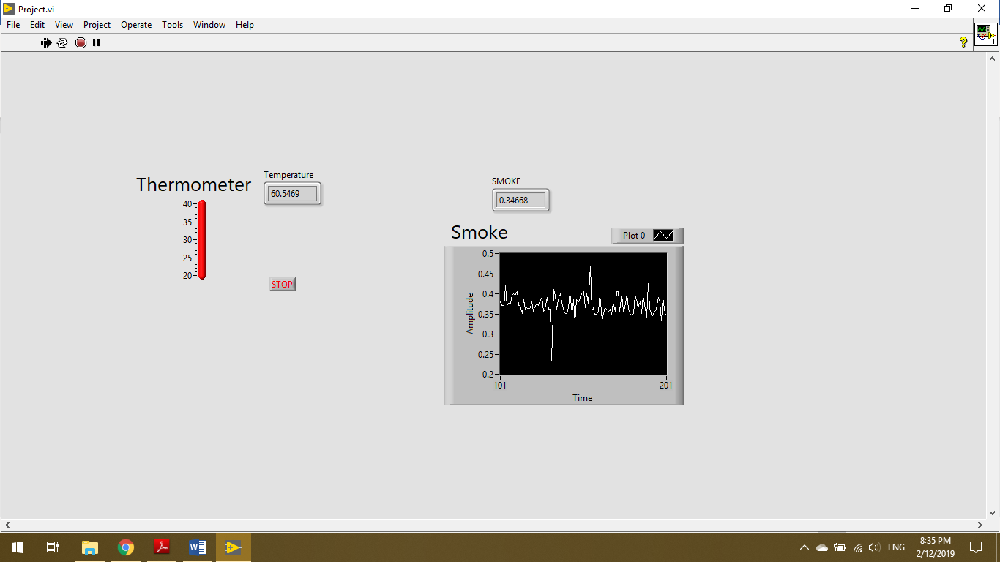 Project.vi
File Edit View Project Operate Tools Window Help
1
Thermometer
Temperature
60.5469
40
35
30
25
20
STOP
SMOKE
0.34668
Smoke
Plot 0
0.5
0.45
0.4
0.35
0.3
0.25
0.2
Amplitude
101
201
Time
ENG
8:35 PM
2/12/2019